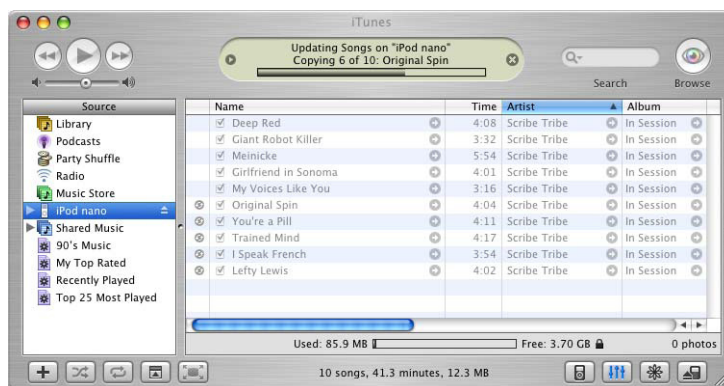 iTunes
Updating Songs on "iPod nano"
Copying 6 of 10: Original Spin
Search
Browse
Source
Library
Podcasts
Party Shuffle
Radio
Music Store
iPod nano
Shared Music
90's Music
My Top Rated
Recently Played
Top 25 Most Played
Name Time Artist Album
Deep Red 4:08 Scribe Tribe In Session
Giant Robot Killer 3:32 Scribe Tribe In Session
Meinicke 5:54 Scribe Tribe In Session
Girlfriend in Sonoma 4:01 Scribe Tribe In Session
My Voices Like You 3:16 Scribe Tribe In Session
Original Spin 4:04 Scribe Tribe In Session
You're a Pill 4:11 Scribe Tribe In Session
Trained Mind 4:17 Scribe Tribe In Session
I Speak French 3:54 Scribe Tribe In Session
Lefty Lewis 4:02 Scribe Tribe In Session
Used: 85.9 MB Free: 3.70 GB 0 photos
10 songs, 41.3 minutes, 12.3 MB